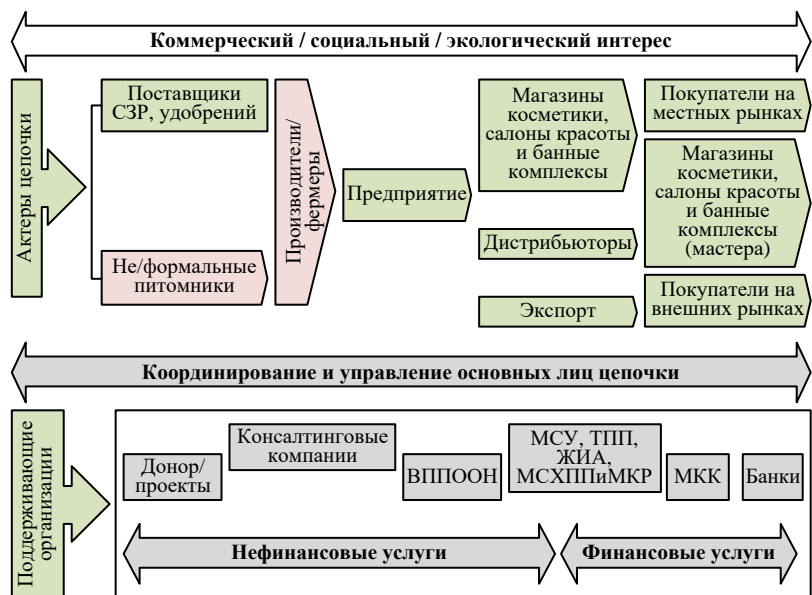 Коммерческий / социальный / экологический интерес
Актеры цепочки
Поставщики
СЗР, удобрений
Не/формальные
питомники
Производители/
фермеры
Предприятие
Магазины
косметики,
салоны красоты
и банные
комплексы
Дистрибьюторы
Экспорт
Покупатели на
местных рынках
Магазины
косметики,
салоны красоты
и банные
комплексы
(мастера)
Покупатели на
внешних рынках
Координирование и управление основных лиц цепочки
Поддерживающие
организации
Донор/
проекты
Консалтинговые
компании
ВППООН
МСУ, ТПП,
ЖИА,
МСХППиМКР
МКК
Банки
Нефинансовые услуги
Финансовые услуги